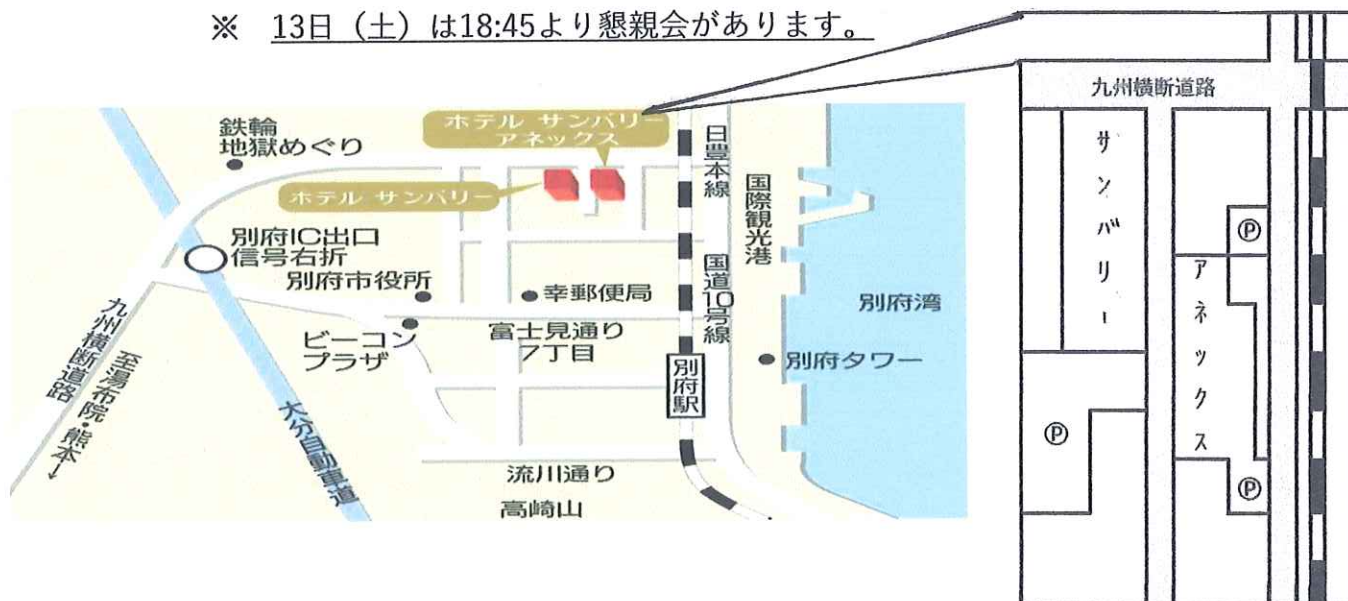 ※ 13日（土）は18:45より懇親会があります。
鉄輪
地獄めぐり
ホテル サンバリー
アネックス
ホテル サンバリー
日豊本線
国際観光港
別府IC出口
信号右折
別府市役所
幸郵便局
国道10号線
別府湾
ビーコン
プラザ
富士見通り
7丁目
別府タワー
別府駅
九州横断道路
至湯布院・熊本→
大分自動車道
流川通り
高崎山
九州横断道路
サンバリー
アネックス
Ⓟ
Ⓟ
Ⓟ